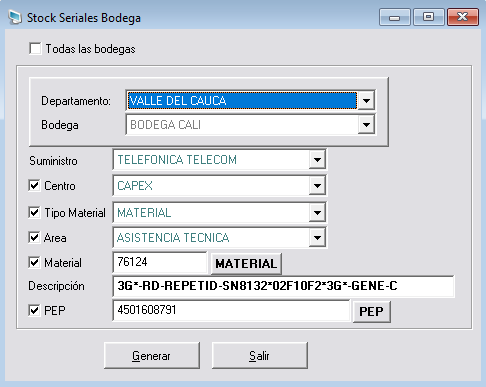 Stock Seriales Bodega
Todas las bodegas
Departamento: VALLE DEL CAUCA
Bodega BODEGA CALI
Suministro TELEFONICA TELECOM
Centro CAPEX
Tipo Material MATERIAL
Area ASISTENCIA TECNICA
Material 76124 MATERIAL
Descripción 3G*-RD-REPETID-SN8132*02F10F2*3G*-GENE-C
PEP 4501608791 PEP
Generar Salir